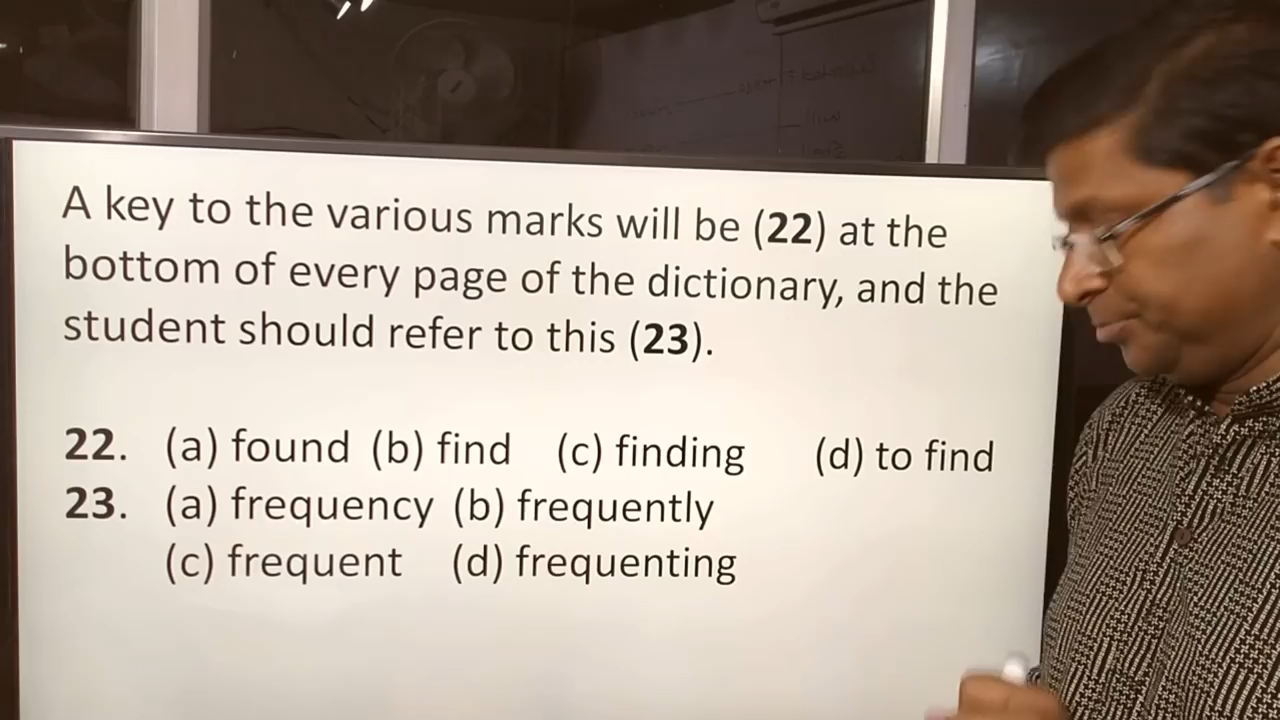 A key to the various marks will be (22) at the
bottom of every page of the dictionary, and the
student should refer to this (23).
22. (a) found (b) find (c) finding (d) to find
23. (a) frequency (b) frequently
(c) frequent (d) frequenting